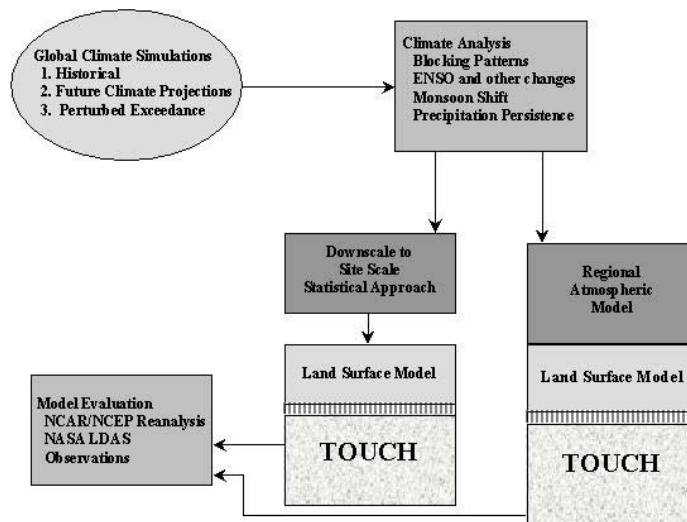 Global Climate Simulations
1. Historical
2. Future Climate Projections
3. Perturbed Exceedance
Climate Analysis
Blocking Patterns
ENSO and other changes
Monsoon Shift
Precipitation Persistence
Downscale to
Site Scale
Statistical Approach
Regional
Atmospheric
Model
Land Surface Model
Land Surface Model
Model Evaluation
NCAR/NCEP Reanalysis
NASA LDAS
Observations
TOUCH
TOUCH